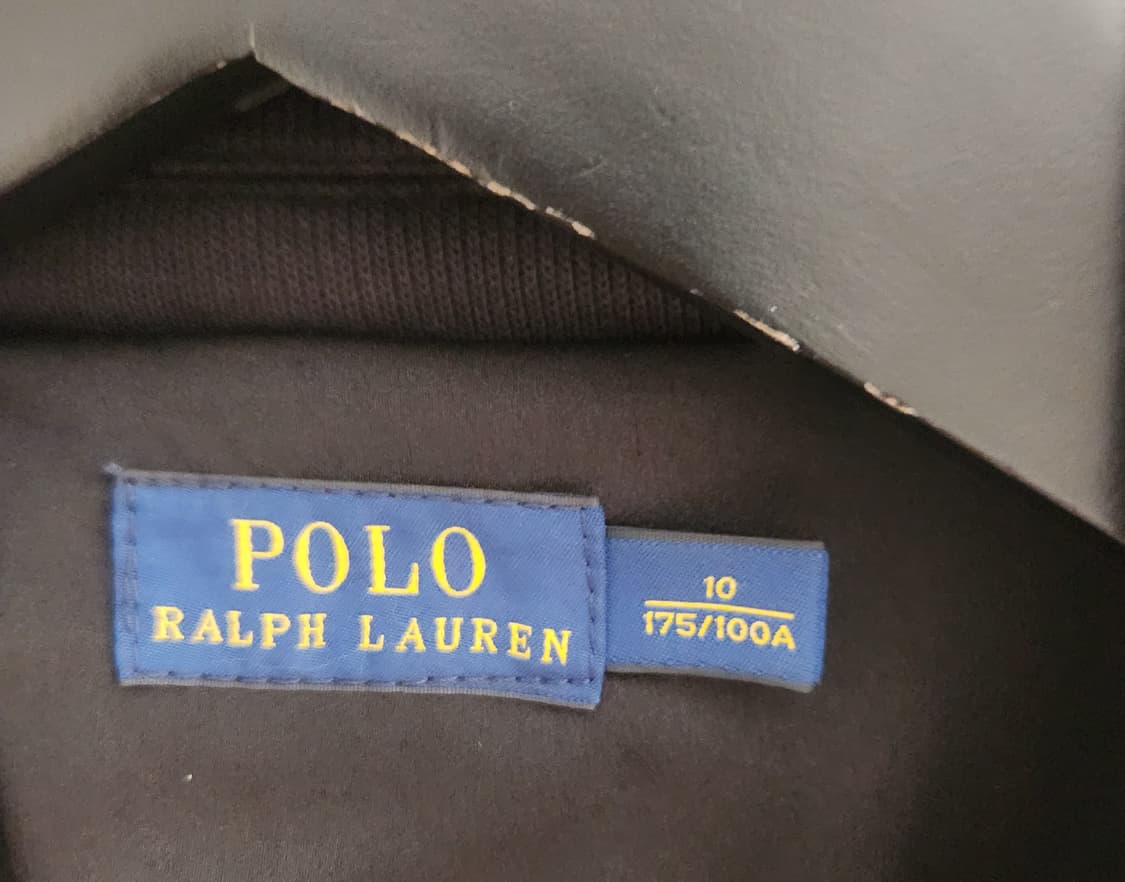 POLO
RALPH LAUREN
10
175/100A